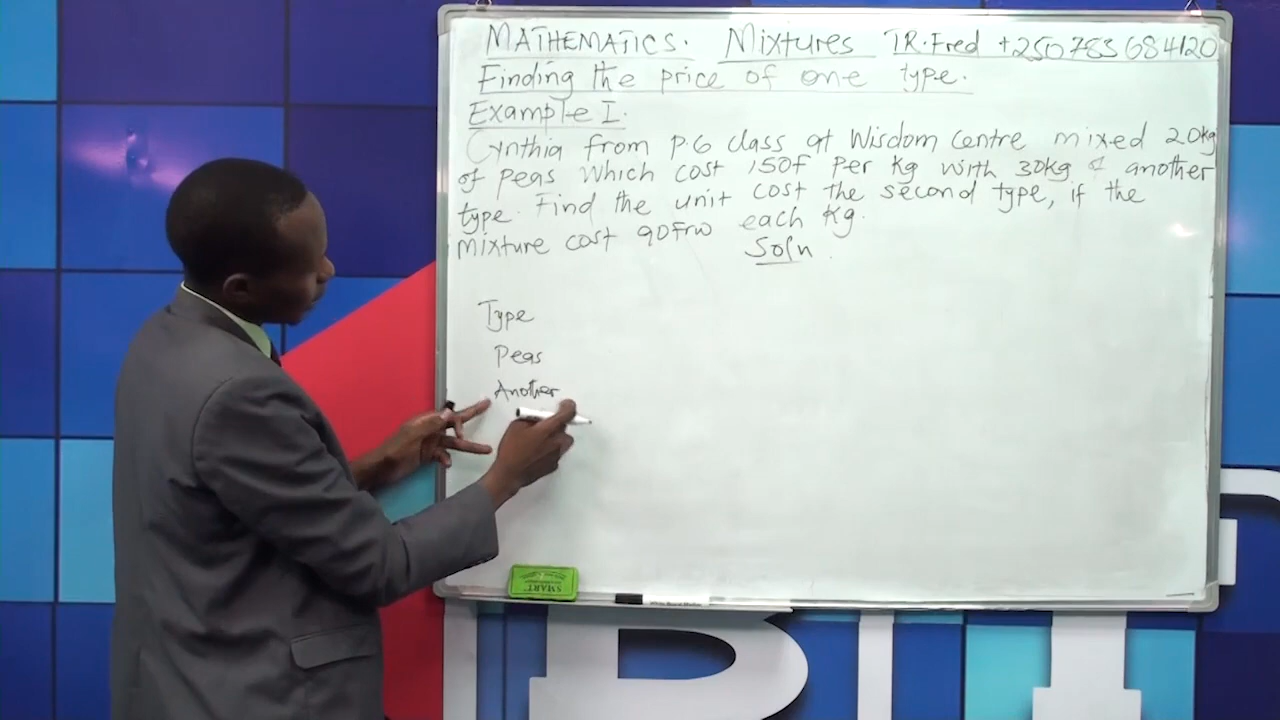 MATHEMATICS. Mixtures TR.Fred +250783684120
Finding the price of one type.
Example I.
Cynthia from P.6 class at Wisdom Centre mixed 20kg
of peas which cost 150f per kg with 30kg of another
type. Find the unit cost the second type, if the
mixture cost 90Frw each kg.
Soln.
Type
Peas
Another
SMART